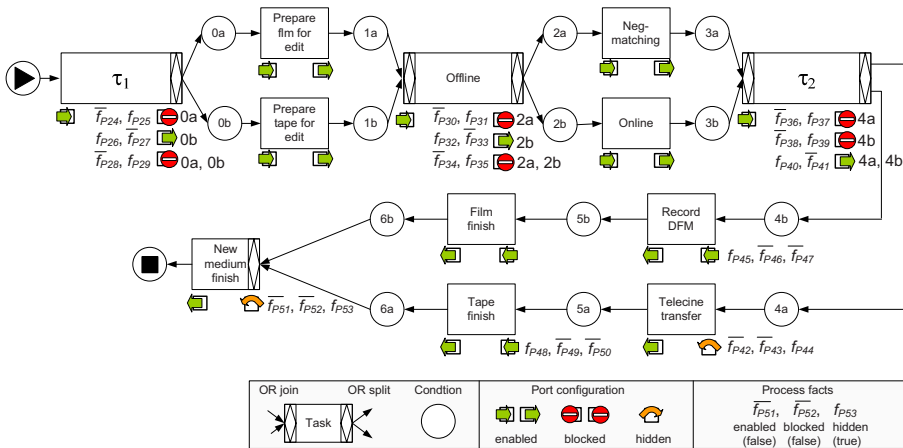 0a
Prepare
flm for
edit
1a
2a
Neg-
matching
3a
τ1
Offline
τ2
0b
Prepare
tape for
edit
1b
2b
Online
3b
f̅P24, fP25 0a
fP26, f̅P27 0b
f̅P28, fP29 0a, 0b
f̅P30, fP31 2a
fP32, f̅P33 2b
f̅P34, fP35 2a, 2b
f̅P36, fP37 4a
f̅P38, fP39 4b
fP40, f̅P41 4a, 4b
6b
Film
finish
5b
Record
DFM
4b
fP45, f̅P46, f̅P47
New
medium
finish
f̅P51, f̅P52, fP53
6a
Tape
finish
5a
Telecine
transfer
4a
fP48, f̅P49, f̅P50
f̅P42, f̅P43, fP44
OR join
OR split
Condtion
Task
Port configuration
enabled
blocked
hidden
Process facts
f̅P51, f̅P52, fP53
enabled blocked hidden
(false) (false) (true)